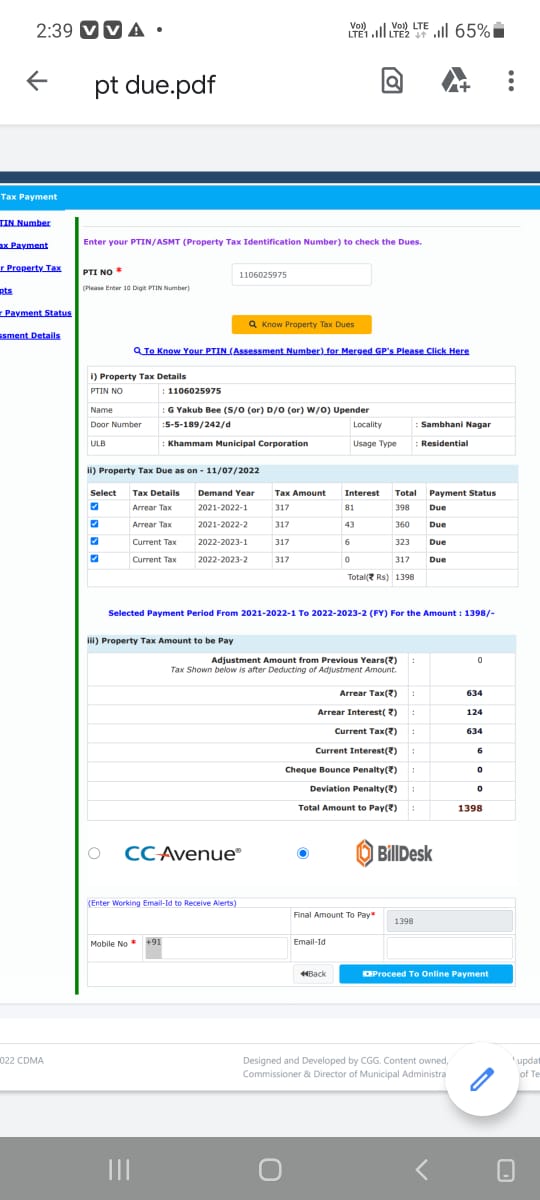 2:39
Vo)) LTE1 Vo)) LTE2 LTE 65%
pt due.pdf
Tax Payment
TIN Number
ax Payment
r Property Tax
pts
r Payment Status
ssment Details
Enter your PTIN/ASMT (Property Tax Identification Number) to check the Dues.
PTI NO * 1106025975
(Please Enter 10 Digit PTIN Number)
Know Property Tax Dues
To Know Your PTIN (Assessment Number) for Merged GP's Please Click Here
i) Property Tax Details
PTIN NO : 1106025975
Name : G Yakub Bee (S/O (or) D/O (or) W/O) Upender
Door Number :5-5-189/242/d Locality : Sambhani Nagar
ULB : Khammam Municipal Corporation Usage Type : Residential
ii) Property Tax Due as on - 11/07/2022
Select Tax Details Demand Year Tax Amount Interest Total Payment Status
Arrear Tax 2021-2022-1 317 81 398 Due
Arrear Tax 2021-2022-2 317 43 360 Due
Current Tax 2022-2023-1 317 6 323 Due
Current Tax 2022-2023-2 317 0 317 Due
Total(₹ Rs) 1398
Selected Payment Period From 2021-2022-1 To 2022-2023-2 (FY) For the Amount : 1398/-
iii) Property Tax Amount to be Pay
Adjustment Amount from Previous Years(₹) : 0
Tax Shown below is after Deducting of Adjustment Amount.
Arrear Tax(₹) : 634
Arrear Interest( ₹) : 124
Current Tax(₹) : 634
Current Interest(₹) : 6
Cheque Bounce Penalty(₹) : 0
Deviation Penalty(₹) : 0
Total Amount to Pay(₹) : 1398
CCAvenue® BillDesk
(Enter Working Email-Id to Receive Alerts)
Final Amount To Pay* 1398
Mobile No * +91 Email-Id
Back Proceed To Online Payment
022 CDMA Designed and Developed by CGG. Content owned, updat
Commissioner & Director of Municipal Administra of Te